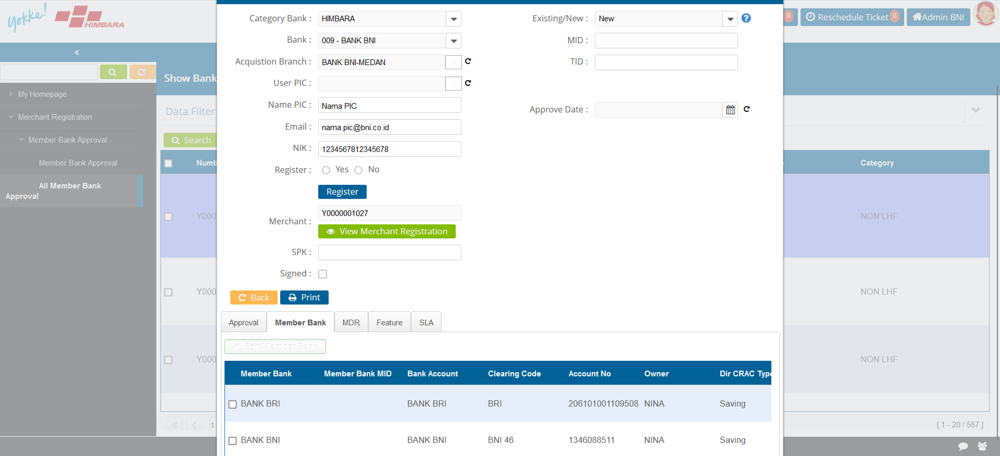 yokke!
HIMBARA
0
Reschedule Ticket 0
Admin BNI
«
My Homepage
Merchant Registration
Member Bank Approval
Member Bank Approval
All Member Bank
Approval
Show Bank
Data Filter
Search
Numb
Category
Y000
NON LHF
Y000
NON LHF
Y000
NON LHF
1
[ 1 - 20 / 557 ]
Category Bank : HIMBARA
Existing/New : New
Bank : 009 - BANK BNI
MID :
Acquistion Branch : BANK BNI-MEDAN
TID :
User PIC :
Name PIC : Nama PIC
Approve Date :
Email : nama.pic@bni.co.id
NIK : 1234567812345678
Register : Yes No
Register
Merchant : Y0000001027
View Merchant Registration
SPK :
Signed :
Back Print
Approval Member Bank MDR Feature SLA
Edit Member Bank
Member Bank Member Bank MID Bank Account Clearing Code Account No Owner Dir CRAC Type
BANK BRI BANK BRI BRI 206101001109508 NINA Saving
BANK BNI BANK BNI BNI 46 1346088511 NINA Saving